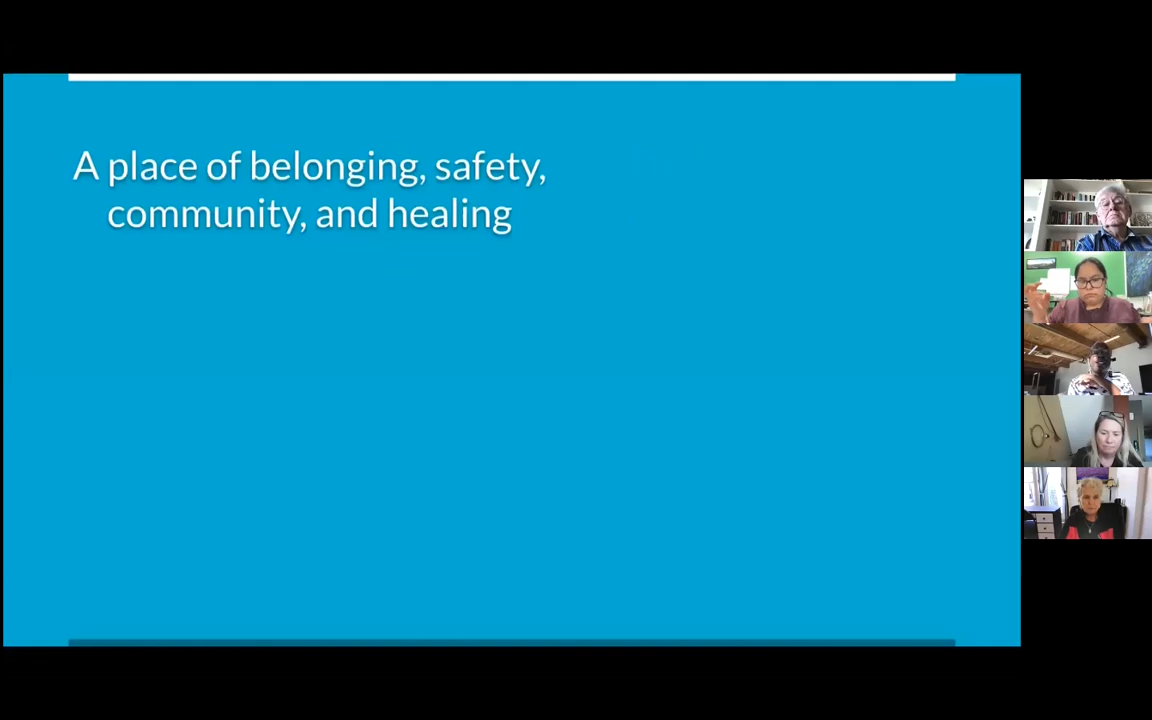 A place of belonging, safety,
community, and healing